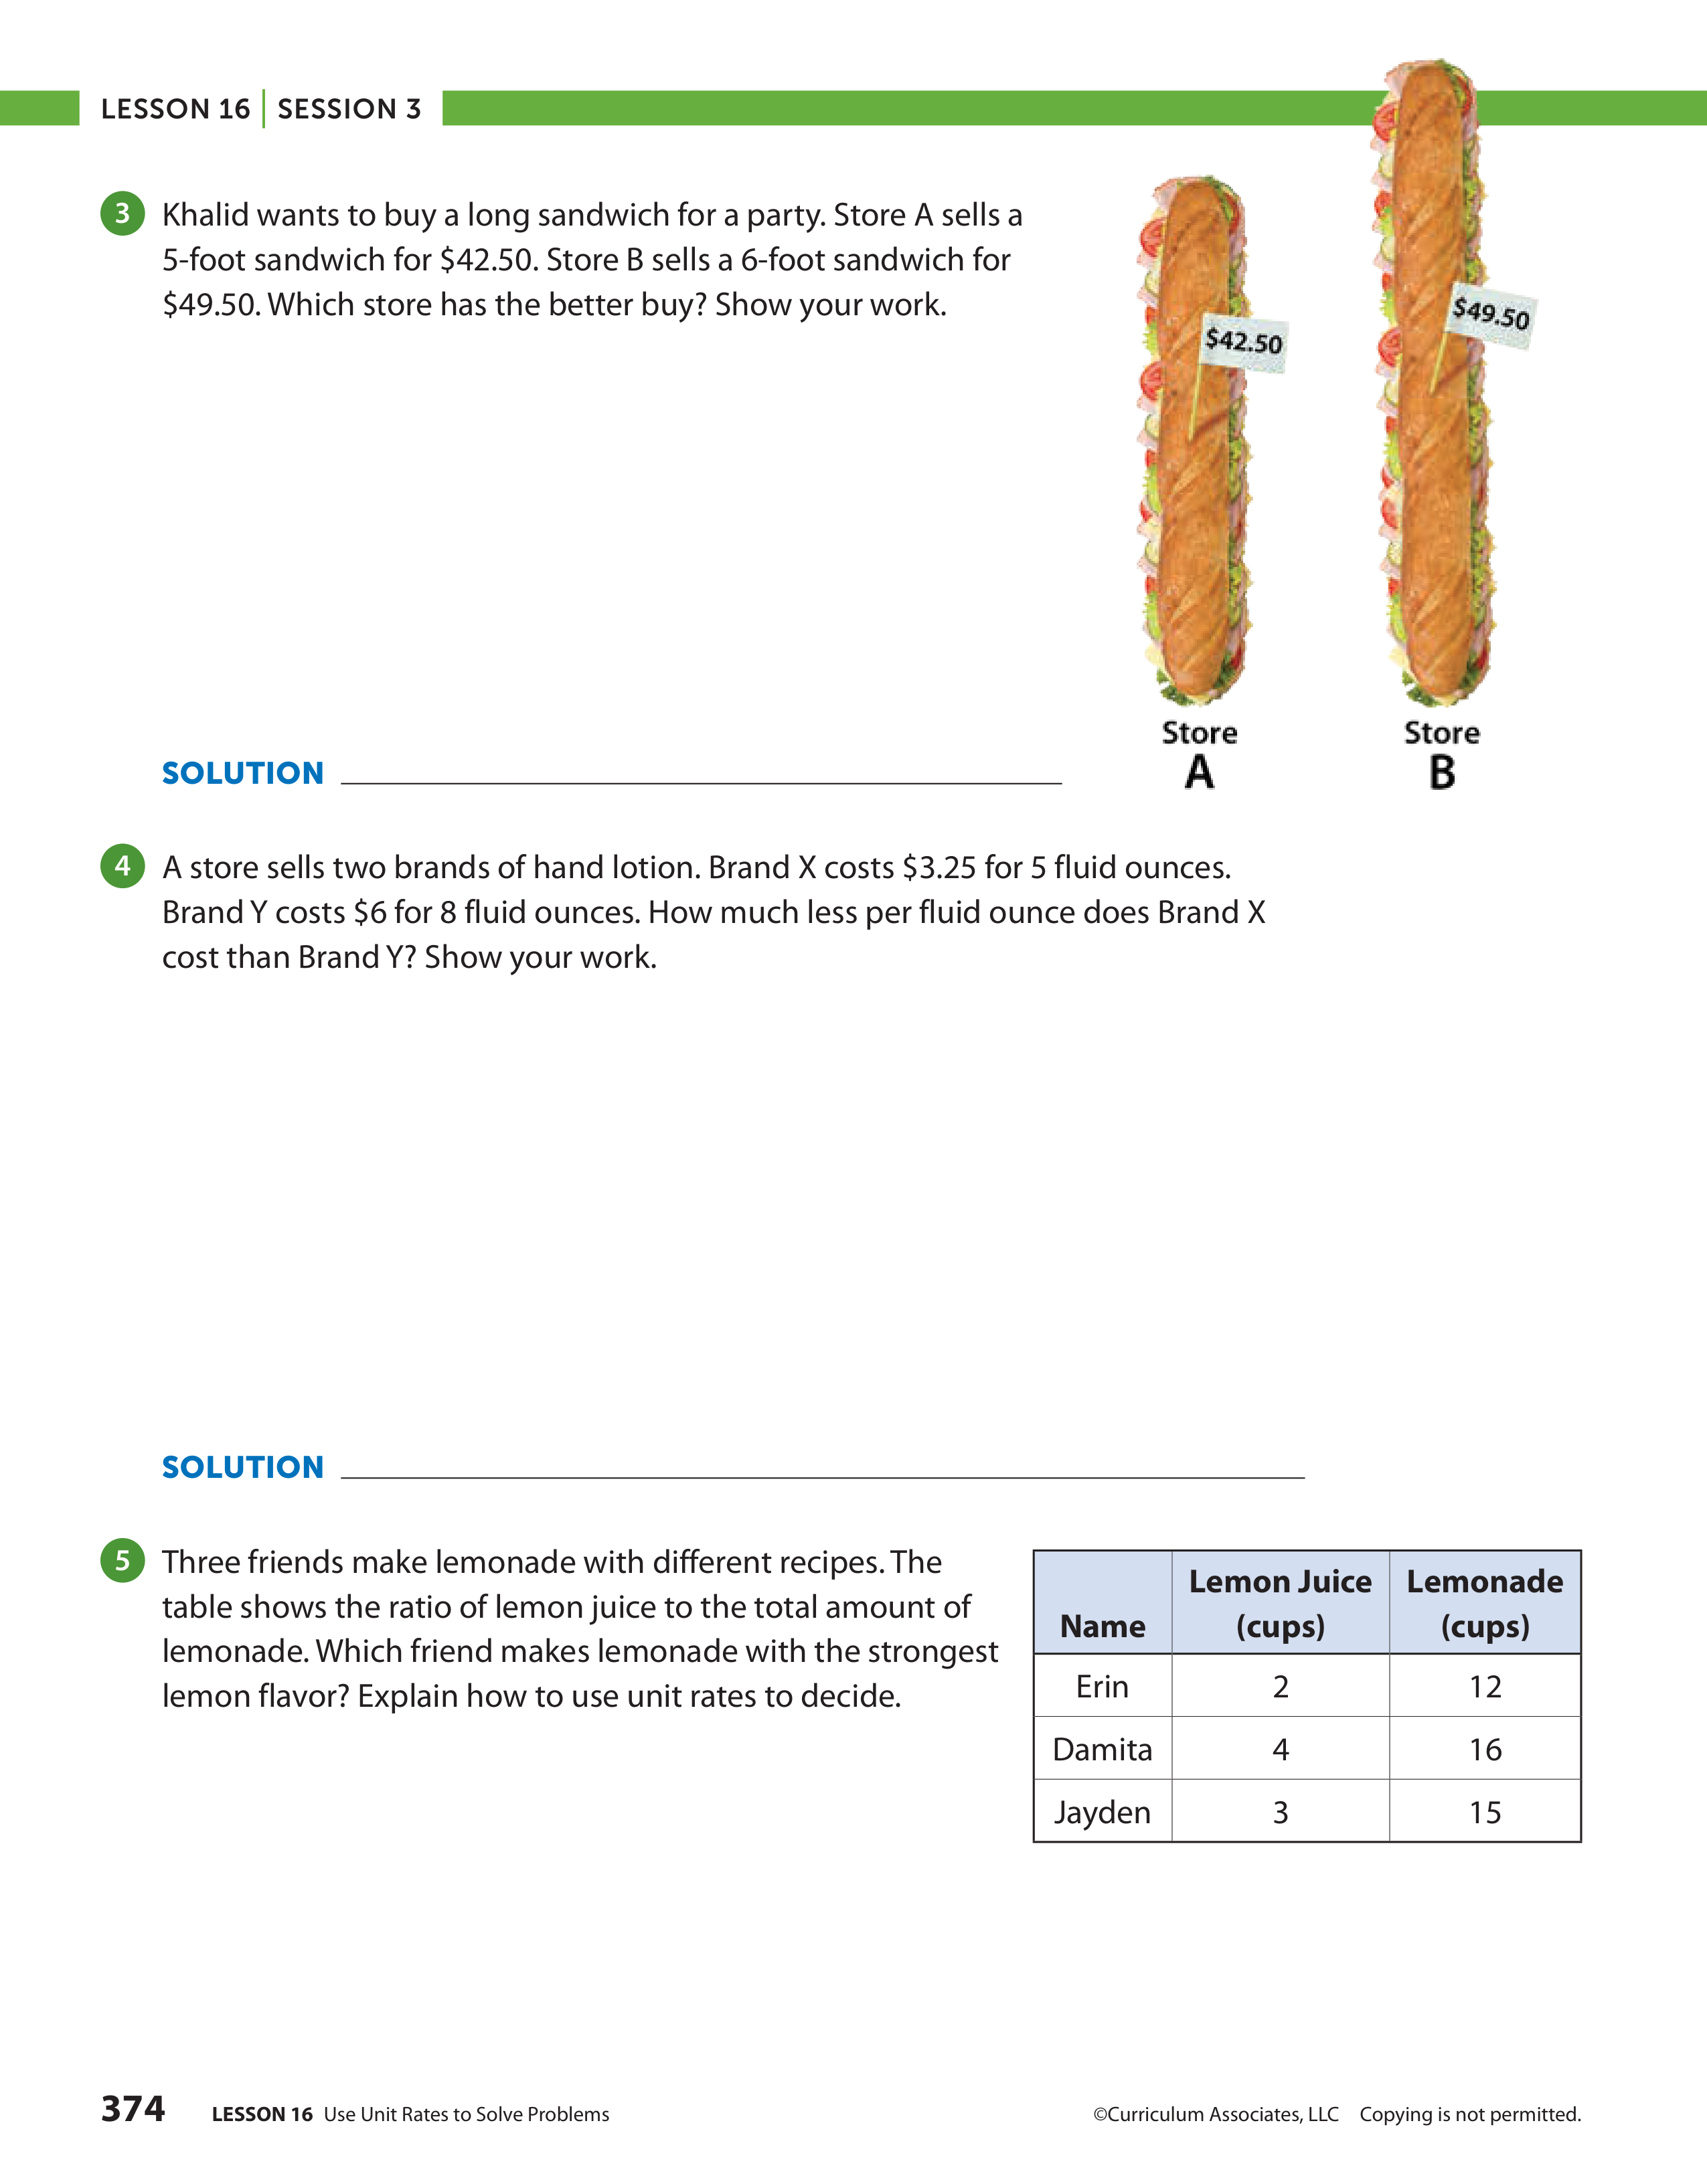 LESSON 16 | SESSION 3
3 Khalid wants to buy a long sandwich for a party. Store A sells a
5-foot sandwich for $42.50. Store B sells a 6-foot sandwich for
$49.50. Which store has the better buy? Show your work.
$42.50
$49.50
Store
A
Store
B
SOLUTION
4 A store sells two brands of hand lotion. Brand X costs $3.25 for 5 fluid ounces.
Brand Y costs $6 for 8 fluid ounces. How much less per fluid ounce does Brand X
cost than Brand Y? Show your work.
SOLUTION
5 Three friends make lemonade with different recipes. The
table shows the ratio of lemon juice to the total amount of
lemonade. Which friend makes lemonade with the strongest
lemon flavor? Explain how to use unit rates to decide.
Name Lemon Juice (cups) Lemonade (cups)
Erin 2 12
Damita 4 16
Jayden 3 15
374 LESSON 16 Use Unit Rates to Solve Problems
©Curriculum Associates, LLC Copying is not permitted.